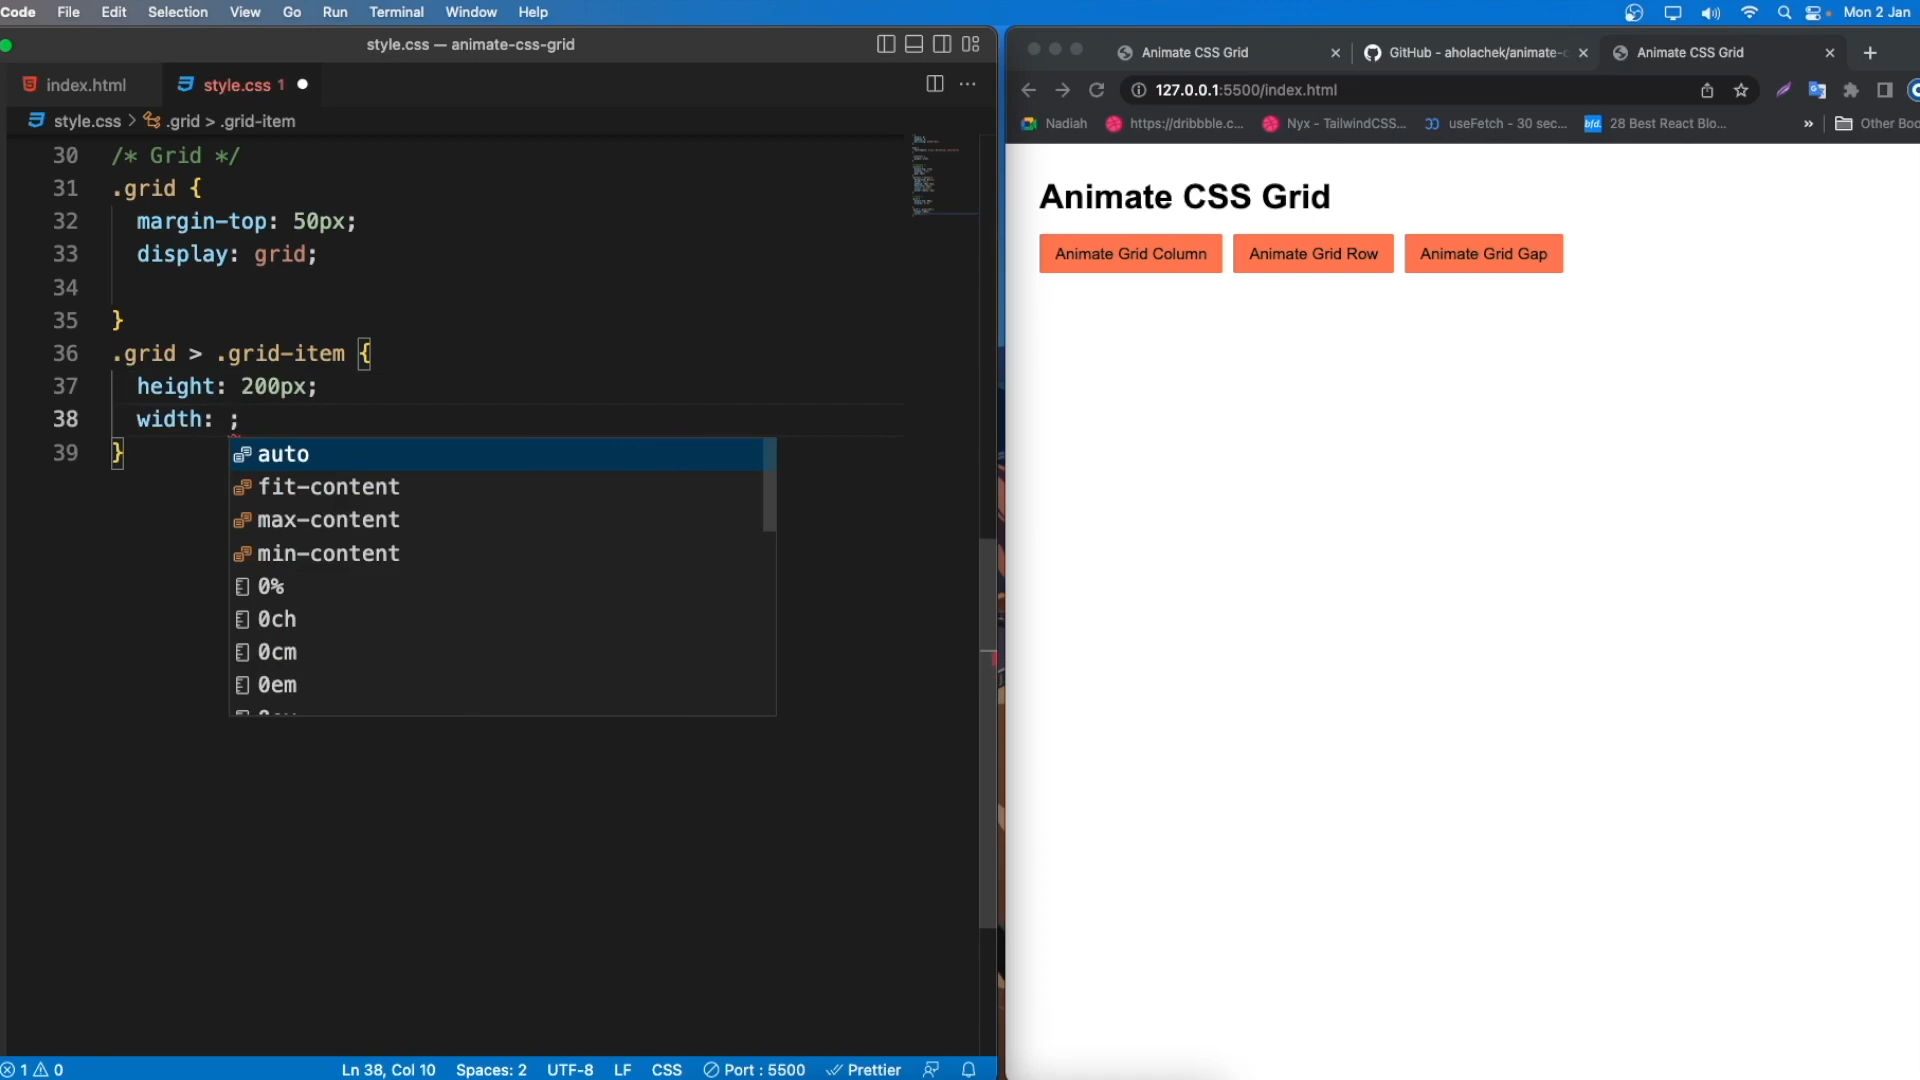 Code File Edit Selection View Go Run Terminal Window Help Mon 2 Jan
style.css — animate-css-grid
index.html style.css 1
style.css > .grid > .grid-item
30 /* Grid */
31 .grid {
32 margin-top: 50px;
33 display: grid;
34
35 }
36 .grid > .grid-item {
37 height: 200px;
38 width: ;
39 }
auto
fit-content
max-content
min-content
0%
0ch
0cm
0em
1 0 Ln 38, Col 10 Spaces: 2 UTF-8 LF CSS Port : 5500 Prettier
Animate CSS Grid GitHub - aholachek/animate-c Animate CSS Grid
127.0.0.1:5500/index.html
Nadiah https://dribbble.c... Nyx - TailwindCSS... useFetch - 30 sec... bfd. 28 Best React Blo... » Other Boo
Animate CSS Grid
Animate Grid Column Animate Grid Row Animate Grid Gap